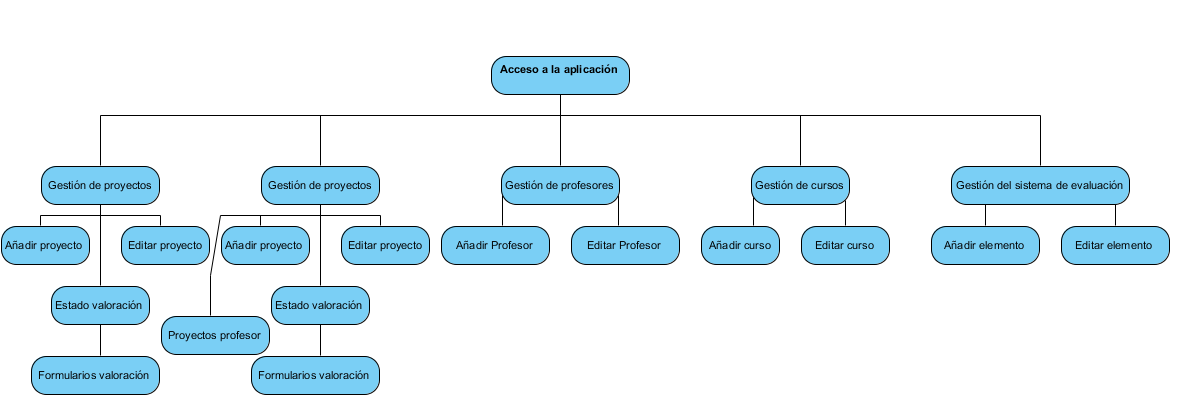 Acceso a la aplicación
Gestión de proyectos
Gestión de proyectos
Gestión de profesores
Gestión de cursos
Gestión del sistema de evaluación
Añadir proyecto
Editar proyecto
Añadir proyecto
Editar proyecto
Añadir Profesor
Editar Profesor
Añadir curso
Editar curso
Añadir elemento
Editar elemento
Estado valoración
Estado valoración
Proyectos profesor
Formularios valoración
Formularios valoración